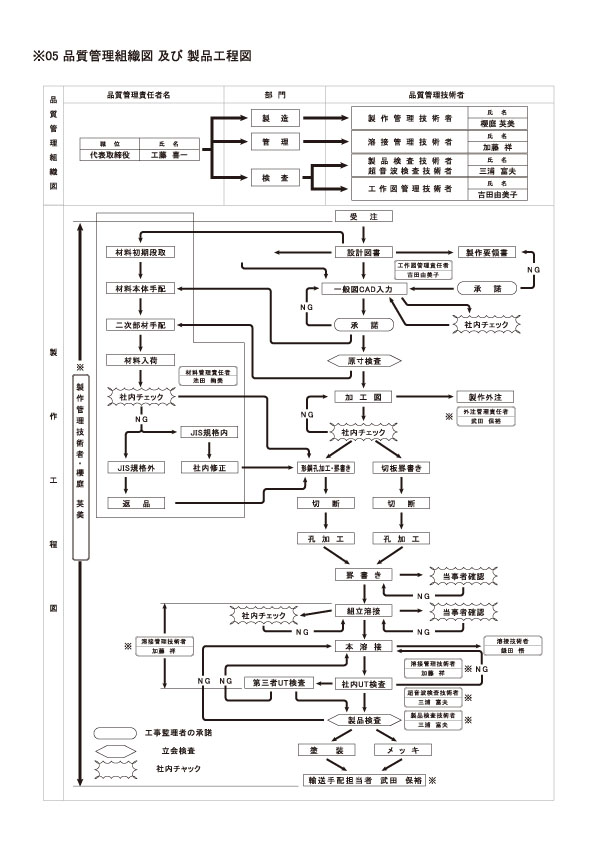 ※05 品質管理組織図 及び 製品工程図
品質管理組織図
品質管理責任者名
部 門
品質管理技術者
職 位
氏 名
代表取締役
工藤 喜一
製 造
管 理
検 査
製作管理技術者
氏 名
櫻庭 英美
溶接管理技術者
氏 名
加藤 祥
製品検査技術者
超音波検査技術者
氏 名
三浦 富夫
工作図管理技術者
氏 名
吉田由美子
製作工程図
※
製作管理技術者・櫻庭 英美
受 注
材料初期段取
設計図書
製作要領書
工作図管理責任者
吉田由美子
NG
材料本体手配
一般図CAD入力
承 諾
NG
二次部材手配
承 諾
社内チェック
材料入荷
原寸検査
材料管理責任者
池田 絢美
社内チェック
加 工 図
製作外注
NG
※
外注管理責任者
武田 保裕
NG
JIS規格内
社内チェック
JIS規格外
社内修正
形鋼孔加工・罫書き
切板罫書き
返 品
切 断
切 断
孔 加 工
孔 加 工
罫 書 き
当事者確認
NG
社内チェック
組立溶接
当事者確認
NG
NG
※
溶接管理技術者
加藤 祥
本 溶 接
溶接技術者
鎌田 悟
溶接管理技術者
加藤 祥
※
NG
NG
NG
第三者UT検査
社内UT検査
超音波検査技術者
三浦 富夫
※
製品検査
製品検査技術者
三浦 富夫
※
工事監理者の承諾
立会検査
社内チャック
塗 装
メ ッ キ
輸送手配担当者 武田 保裕
※